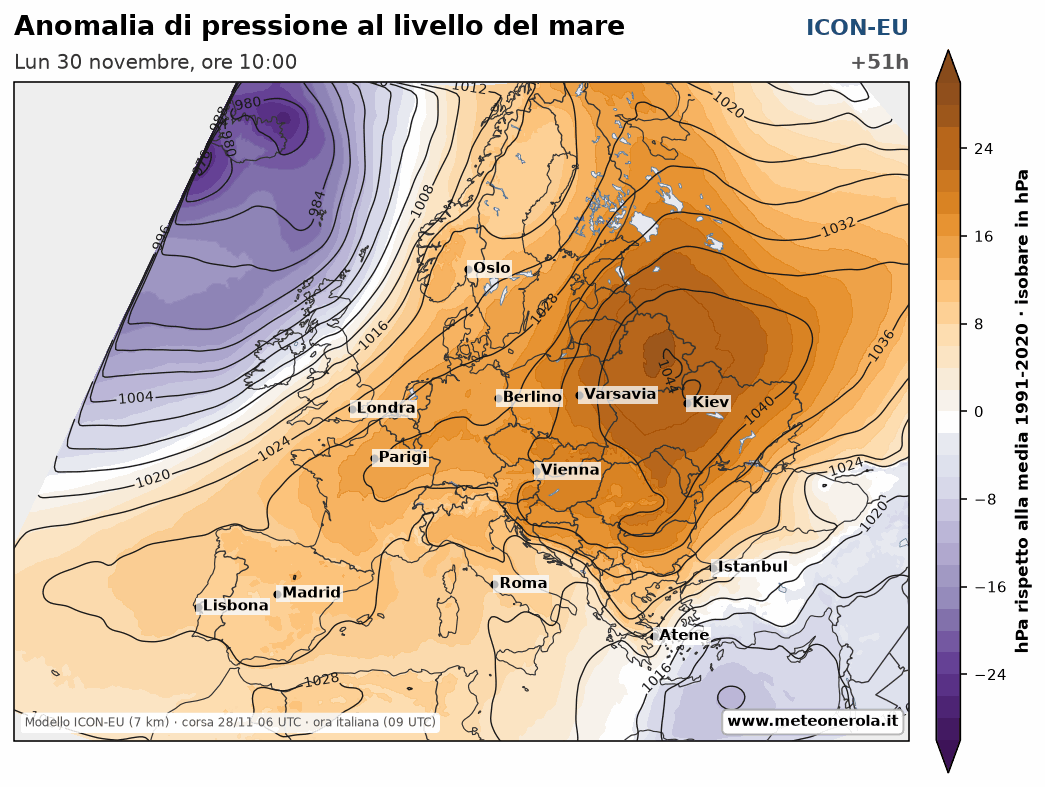 Anomalia di pressione al livello del mare
ICON-EU
Lun 30 novembre, ore 10:00
+51h
1012
1020
980
988
980
976
984
1008
996
1032
Oslo
1028
1016
1036
1044
1004
Berlino
Varsavia
Kiev
Londra
1040
1024
Parigi
Vienna
1024
1020
1020
Istanbul
Roma
Madrid
Lisbona
Atene
1016
1028
Modello ICON-EU (7 km) · corsa 28/11 06 UTC · ora italiana (09 UTC)
www.meteonerola.it
24
16
8
0
−8
−16
−24
hPa rispetto alla media 1991-2020 · isobare in hPa